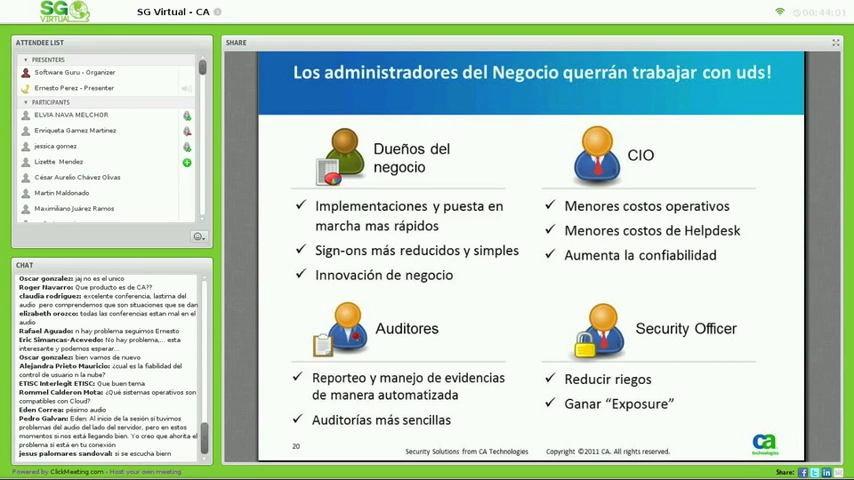 SG
VIRTUAL
SG Virtual - CA
00:44:01
ATTENDEE LIST
PRESENTERS
Software Guru - Organizer
Ernesto Perez - Presenter
PARTICIPANTS
ELVIA NAVA MELCHOR
Enriqueta Gamez Martinez
jessica gomez
Lizette Mendez
César Aurelio Chávez Olivas
Martin Maldonado
Maximiliano Juárez Ramos
CHAT
Oscar gonzalez: jaj no es el unico
Roger Navarro: Que producto es de CA??
claudia rodriguez: excelente conferencia, lastima del
audio pero comprendemos que son situaciones que se dan
elizabeth orozco: todas las conferencias estan mal en el
audio
Rafael Aguado: n hay problema seguimos Ernesto
Eric Simancas-Acevedo: No hay problema,... esta
interesante y podemos esperar...
Oscar gonzalez: bien vamos de nuevo
Alejandra Prieto Mauricio: ¿cual es la fiabilidad del
control de usuario n la nube?
ETISC Interlegit ETISC: Que buen tema
Rommel Calderon Mota: ¿Qué sistemas operativos son
compatibles con Cloud?
Eden Correa: pésimo audio
Pedro Galvan: Eden: Al inicio de la sesión si tuvimos
problemas del audio del lado del servidor, pero en estos
momentos si nos está llegando bien. Yo creo que ahorita el
problema si está en tu conexión
jesus palomares sandoval: si se escucha bien
SHARE
Los administradores del Negocio querrán trabajar con uds!
Dueños del
negocio
✓ Implementaciones y puesta en
marcha mas rápidos
✓ Sign-ons más reducidos y simples
✓ Innovación de negocio
CIO
✓ Menores costos operativos
✓ Menores costos de Helpdesk
✓ Aumenta la confiabilidad
Auditores
✓ Reporteo y manejo de evidencias
de manera automatizada
✓ Auditorías más sencillas
Security Officer
✓ Reducir riegos
✓ Ganar “Exposure”
20
Security Solutions from CA Technologies Copyright ©2011 CA. All rights reserved.
ca
technologies
Powered by ClickMeeting.com - Host your own meeting.
Share: